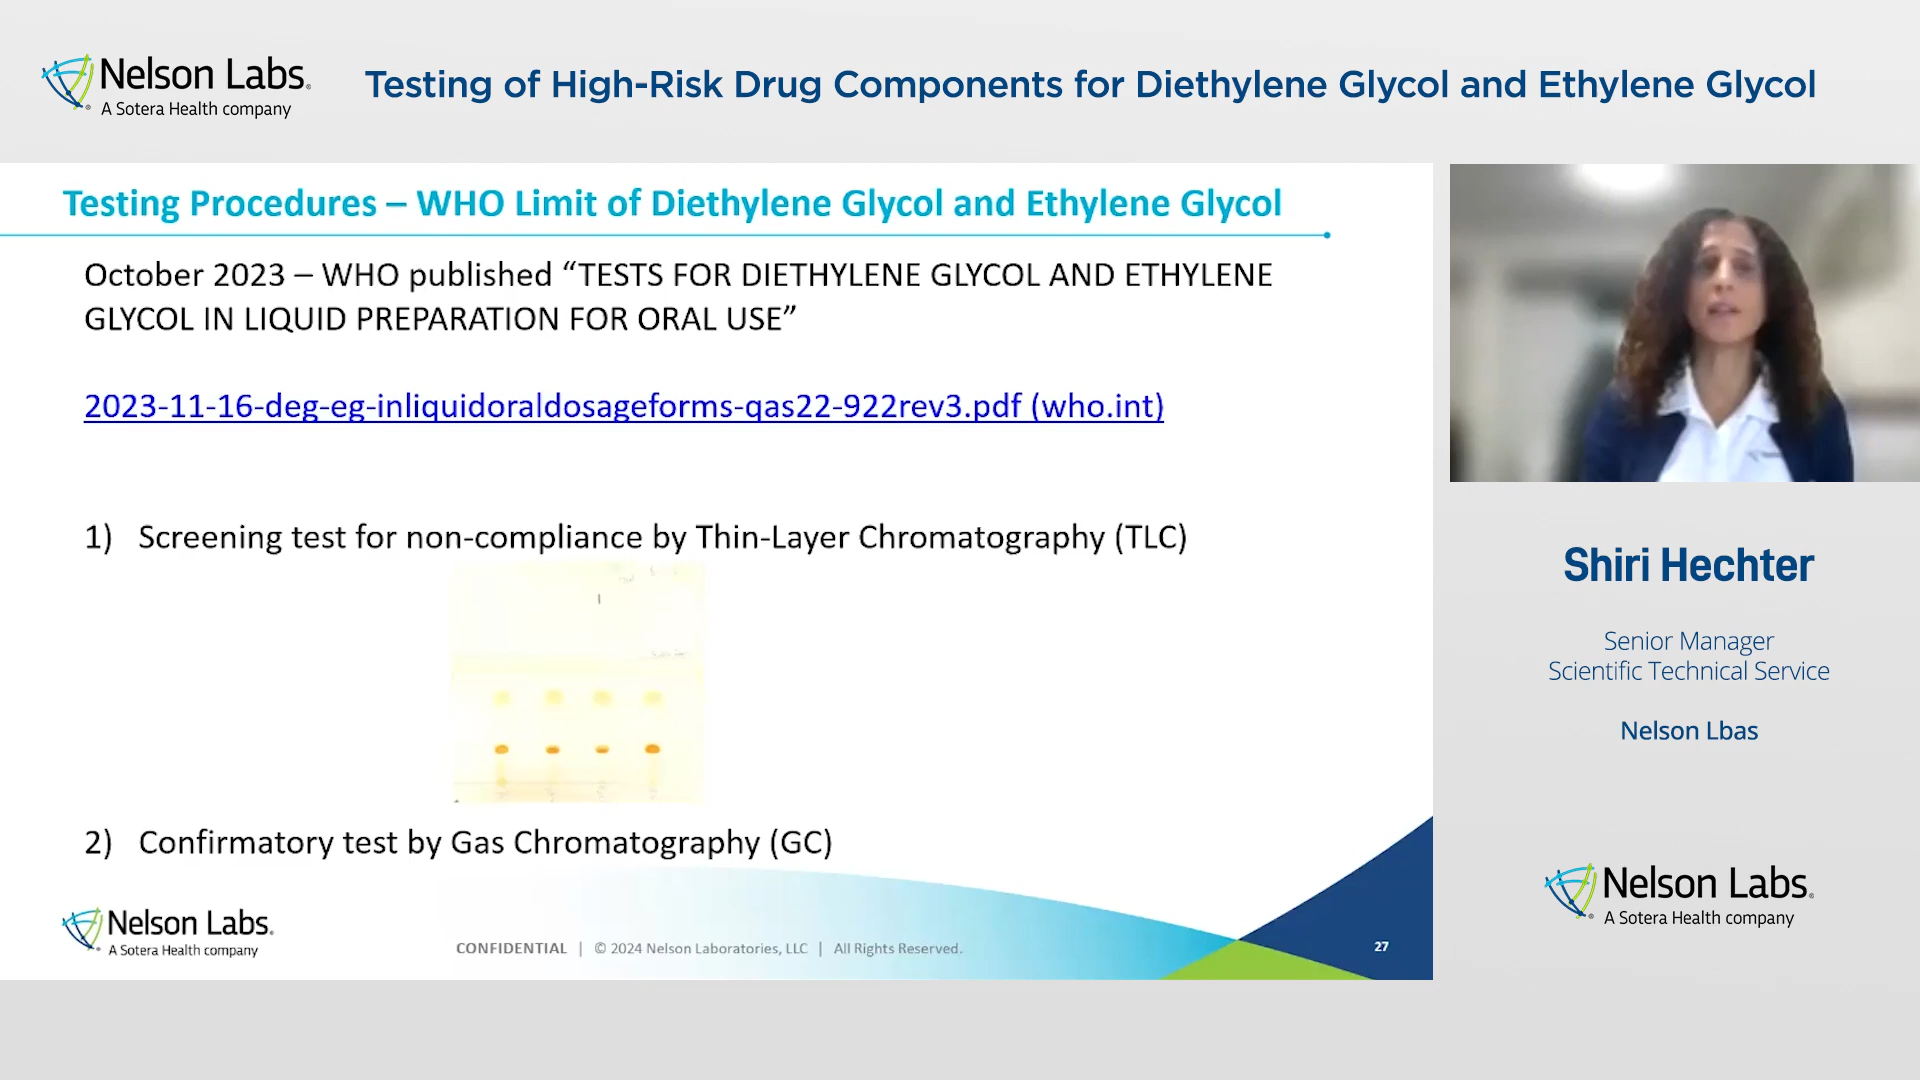 Nelson Labs®
A Sotera Health company
Testing of High-Risk Drug Components for Diethylene Glycol and Ethylene Glycol
Testing Procedures – WHO Limit of Diethylene Glycol and Ethylene Glycol
October 2023 – WHO published “TESTS FOR DIETHYLENE GLYCOL AND ETHYLENE
GLYCOL IN LIQUID PREPARATION FOR ORAL USE”
2023-11-16-deg-eg-inliquidoraldosageforms-qas22-922rev3.pdf (who.int)
1) Screening test for non-compliance by Thin-Layer Chromatography (TLC)
2) Confirmatory test by Gas Chromatography (GC)
Nelson Labs®
A Sotera Health company
CONFIDENTIAL | © 2024 Nelson Laboratories, LLC | All Rights Reserved.
27
Shiri Hechter
Senior Manager
Scientific Technical Service
Nelson Lbas
Nelson Labs®
A Sotera Health company